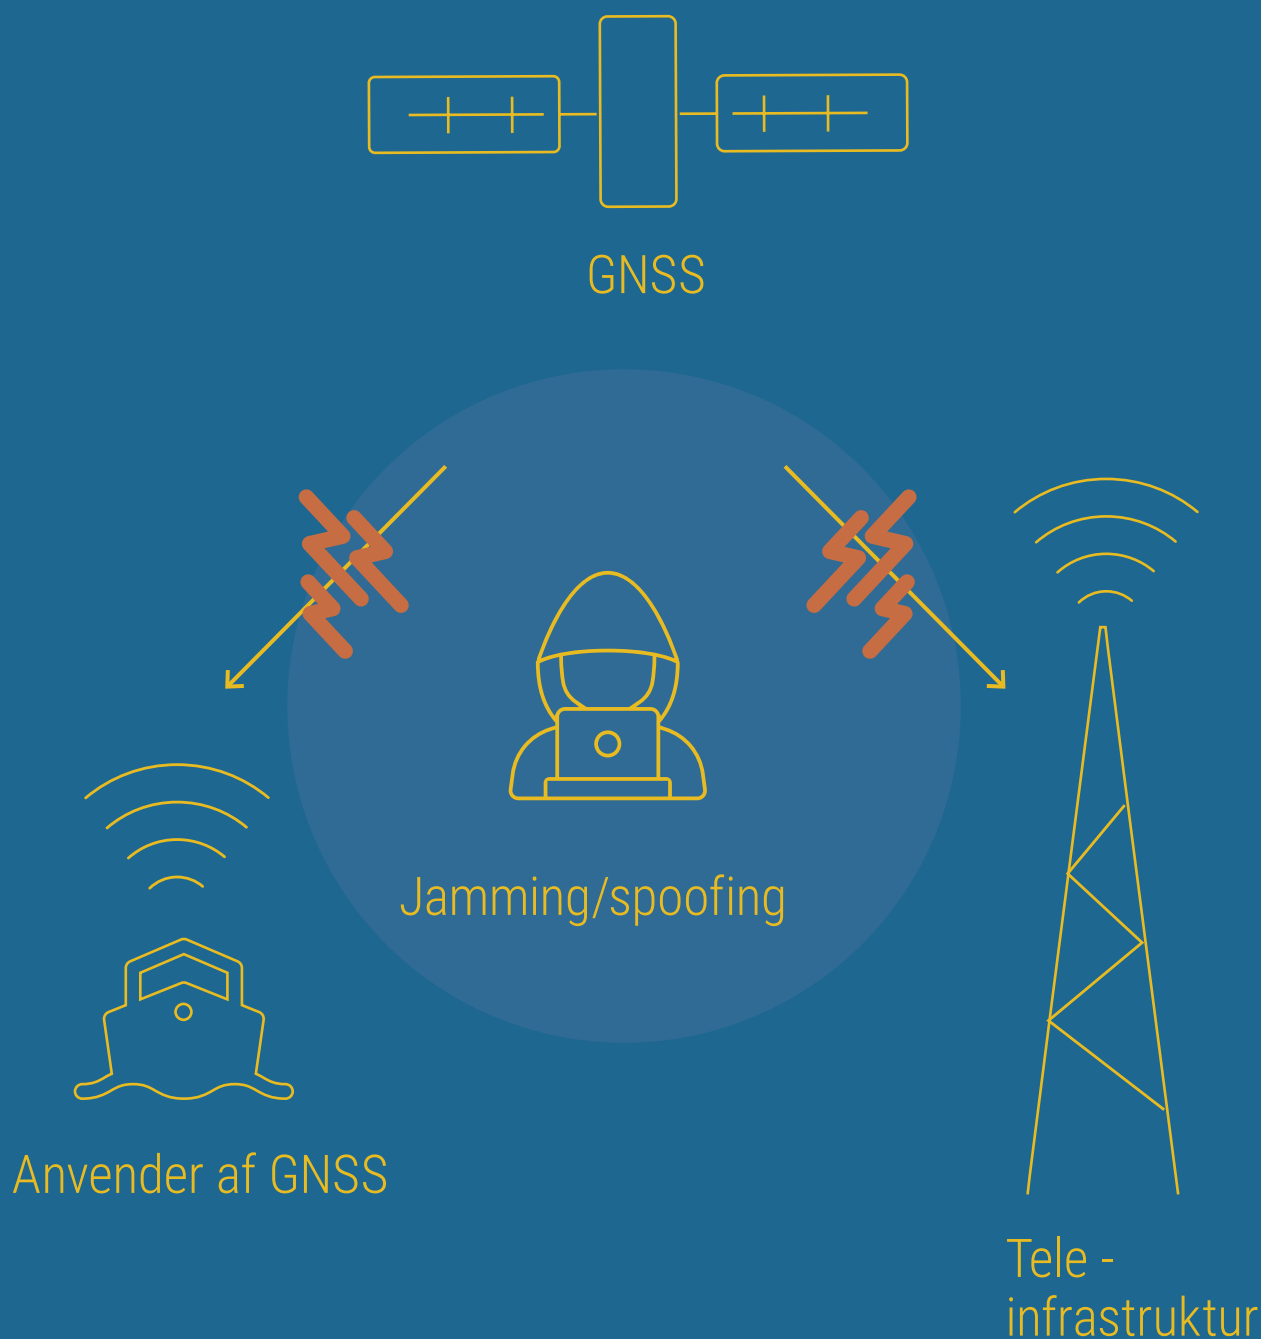 GNSS
Jamming/spoofing
Anvender af GNSS
Tele -
infrastruktur